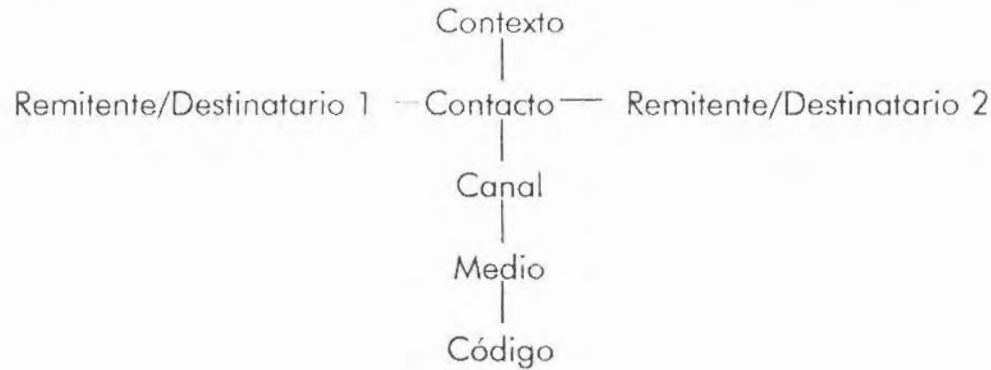 Contexto
Remitente/Destinatario 1 — Contacto — Remitente/Destinatario 2
Canal
Medio
Código